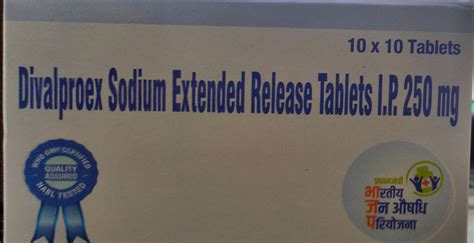 10 x 10 Tablets
Divalproex Sodium Extended Release Tablets I.P. 250 mg
WHO GMP CERTIFIED
QUALITY
ASSURED
NABL TESTED
प्रधानमंत्री
भारतीय
जन औषधि
परियोजना